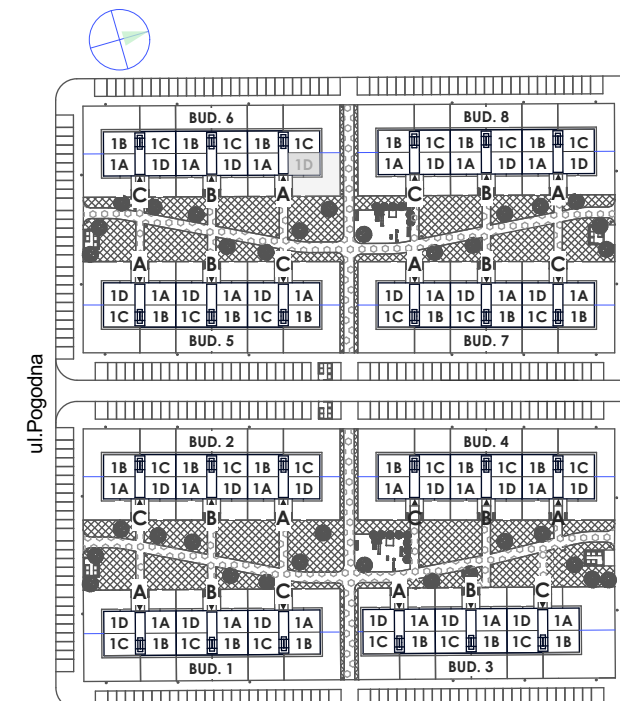 BUD. 6
BUD. 8
1B 1C 1B 1C 1B 1C
1B 1C 1B 1C 1B 1C
1A 1D 1A 1D 1A 1D
1A 1D 1A 1D 1A 1D
C B A
C B A
A B C
A B C
1D 1A 1D 1A 1D 1A
1D 1A 1D 1A 1D 1A
1C 1B 1C 1B 1C 1B
1C 1B 1C 1B 1C 1B
BUD. 5
BUD. 7
ul.Pogodna
BUD. 2
BUD. 4
1B 1C 1B 1C 1B 1C
1B 1C 1B 1C 1B 1C
1A 1D 1A 1D 1A 1D
1A 1D 1A 1D 1A 1D
C B A
C B A
A B C
A B C
1D 1A 1D 1A 1D 1A
1D 1A 1D 1A 1D 1A
1C 1B 1C 1B 1C 1B
1C 1B 1C 1B 1C 1B
BUD. 1
BUD. 3